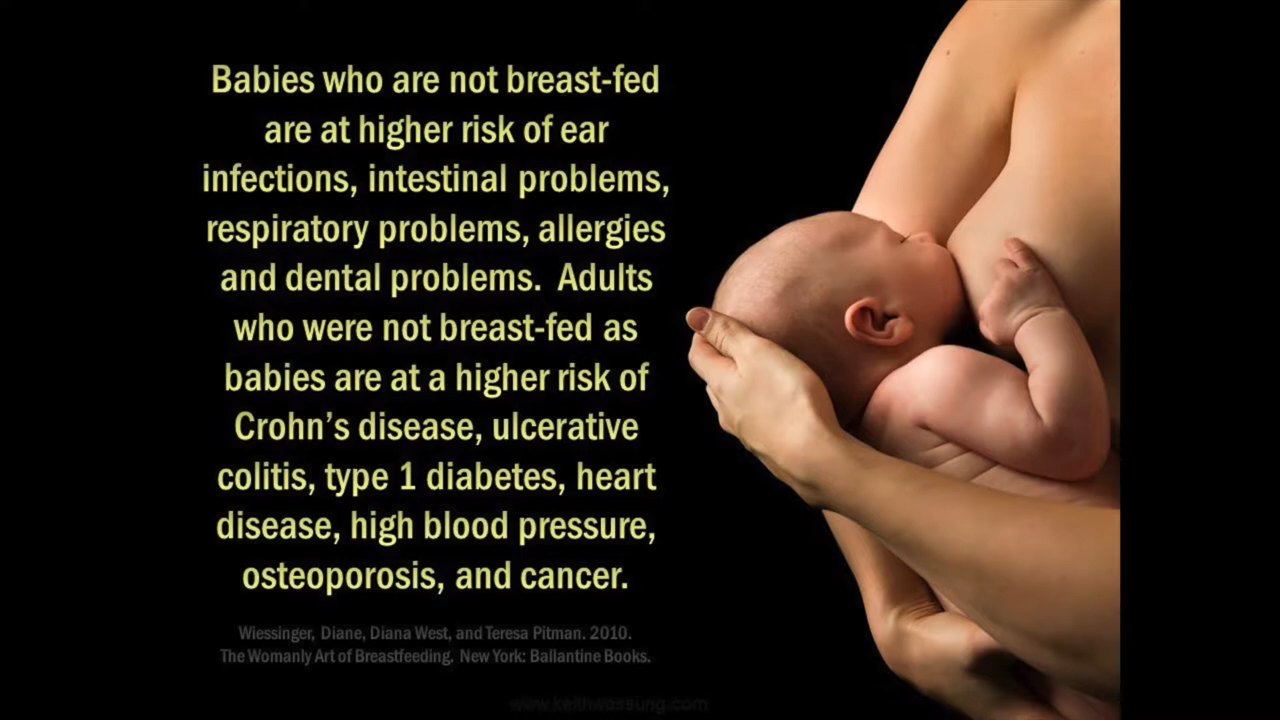 Babies who are not breast-fed
are at higher risk of ear
infections, intestinal problems,
respiratory problems, allergies
and dental problems.  Adults
who were not breast-fed as
babies are at a higher risk of
Crohn’s disease, ulcerative
colitis, type 1 diabetes, heart
disease, high blood pressure,
osteoporosis, and cancer.
Wiessinger, Diane, Diana West, and Teresa Pitman. 2010.
The Womanly Art of Breastfeeding.  New York: Ballantine Books.
www.keithwassung.com